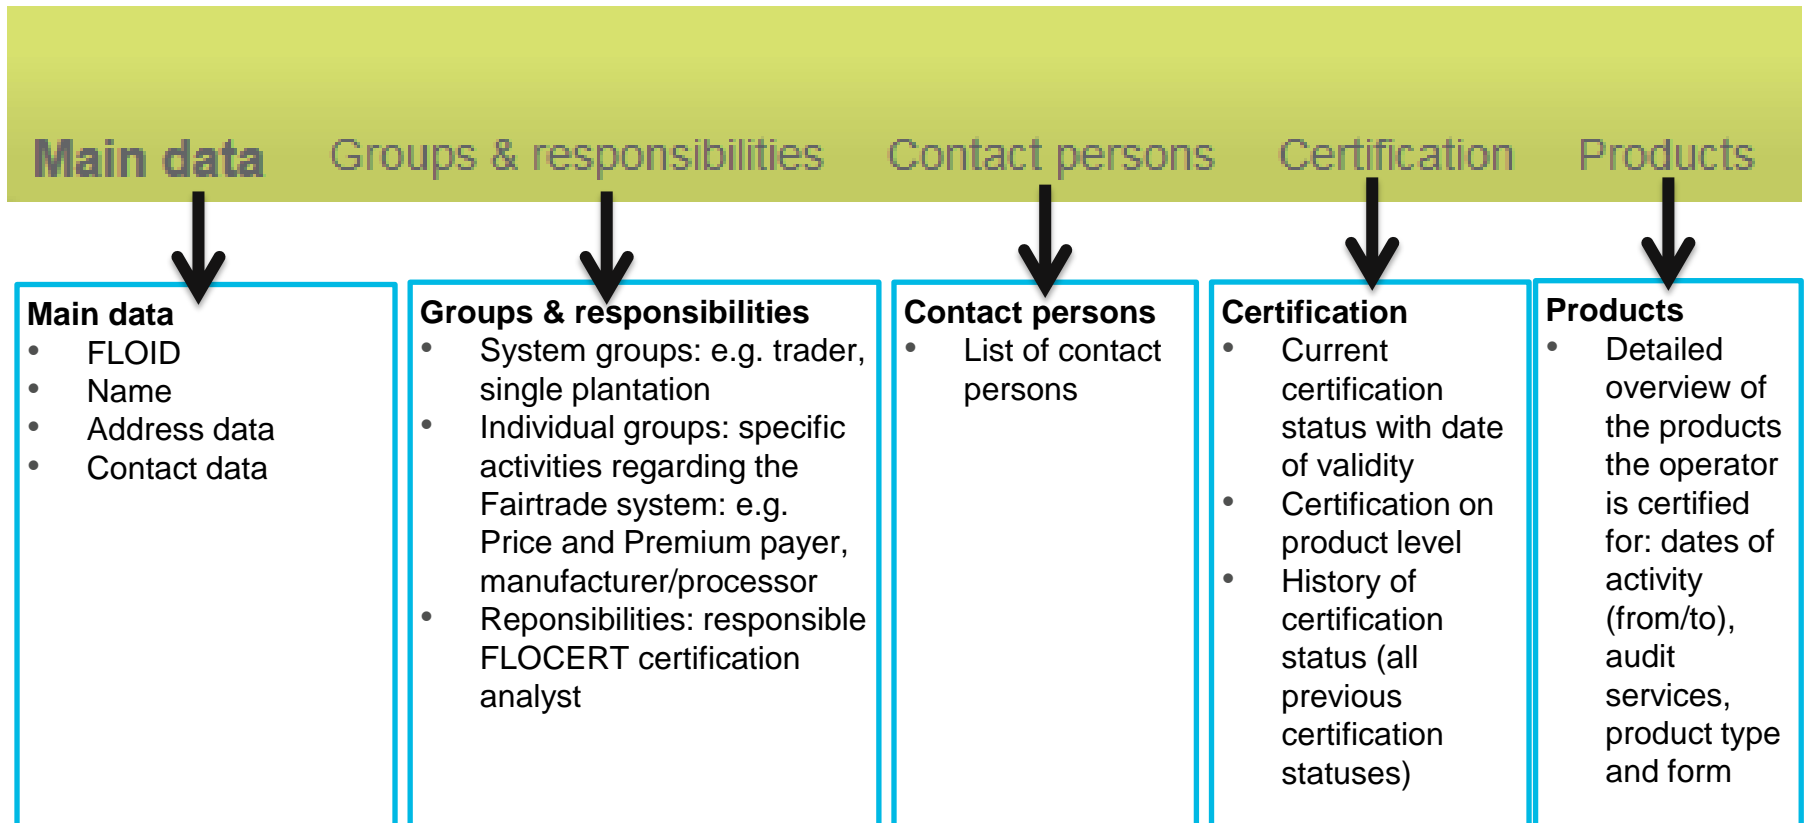 Main data
Groups & responsibilities
Contact persons
Certification
Products
Main data
• FLOID
• Name
• Address data
• Contact data
Groups & responsibilities
• System groups: e.g. trader,
single plantation
• Individual groups: specific
activities regarding the
Fairtrade system: e.g.
Price and Premium payer,
manufacturer/processor
• Reponsibilities: responsible
FLOCERT certification
analyst
Contact persons
• List of contact
persons
Certification
• Current
certification
status with date
of validity
• Certification on
product level
• History of
certification
status (all
previous
certification
statuses)
Products
• Detailed
overview of
the products
the operator
is certified
for: dates of
activity
(from/to),
audit
services,
product type
and form